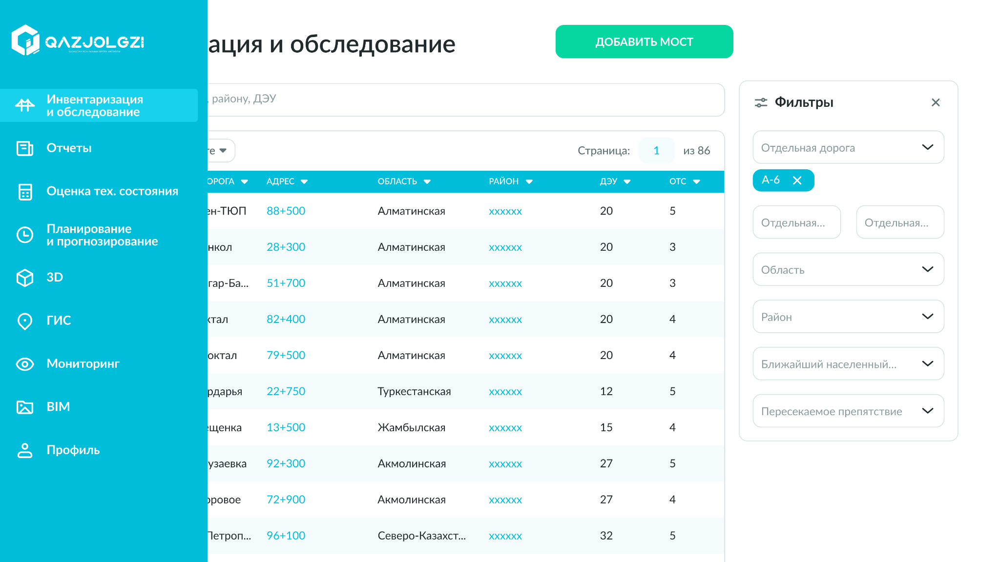 QAZJOLGZI
Инвентаризация
и обследование
Отчеты
Оценка тех. состояния
Планирование
и прогнозирование
3D
ГИС
Мониторинг
BIM
Профиль
ация и обследование
ДОБАВИТЬ МОСТ
, району, ДЭУ
те
Страница: 1 из 86
ОРОГА АДРЕС ОБЛАСТЬ РАЙОН ДЭУ ОТС
ен-ТЮП 88+500 Алматинская xxxxxx 20 5
нкол 28+300 Алматинская xxxxxx 20 3
гар-Ба... 51+700 Алматинская xxxxxx 20 3
ктал 82+400 Алматинская xxxxxx 20 4
октал 79+500 Алматинская xxxxxx 20 4
рдарья 22+750 Туркестанская xxxxxx 12 5
ещенка 13+500 Жамбылская xxxxxx 15 4
узаевка 92+300 Акмолинская xxxxxx 27 5
оровое 72+900 Акмолинская xxxxxx 27 4
Петроп... 96+100 Северо-Казахст... xxxxxx 32 5
Фильтры
Отдельная дорога
А-6
Отдельная... Отдельная...
Область
Район
Ближайший населенный...
Пересекаемое препятствие